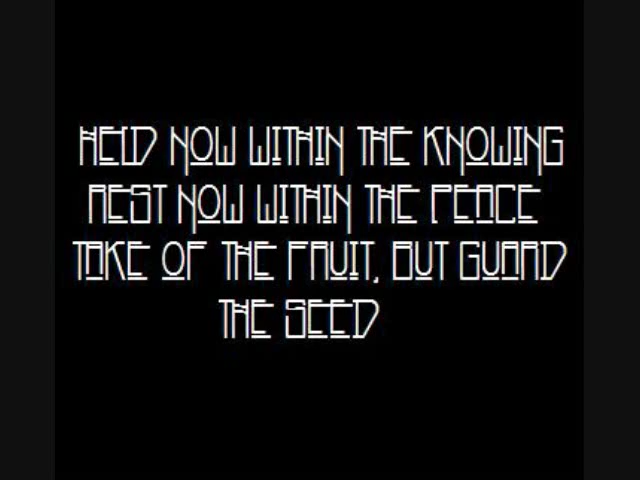 HELD NOW WITHIN THE KNOWING
REST NOW WITHIN THE PEACE
TAKE OF THE FRUIT, BUT GUARD
THE SEED